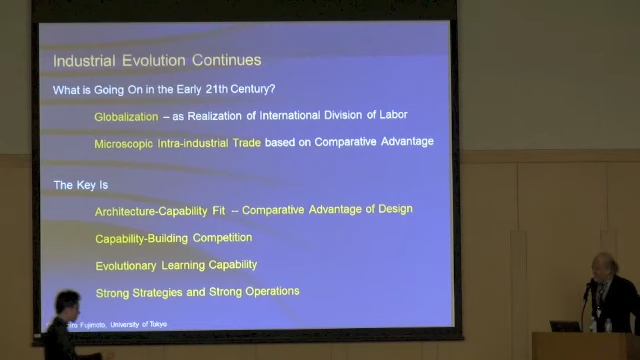 Industrial Evolution Continues
What is Going On in the Early 21th Century?
Globalization – as Realization of International Division of Labor
Microscopic Intra-industrial Trade based on Comparative Advantage
The Key Is
Architecture-Capability Fit -- Comparative Advantage of Design
Capability-Building Competition
Evolutionary Learning Capability
Strong Strategies and Strong Operations
Fujimoto, University of Tokyo